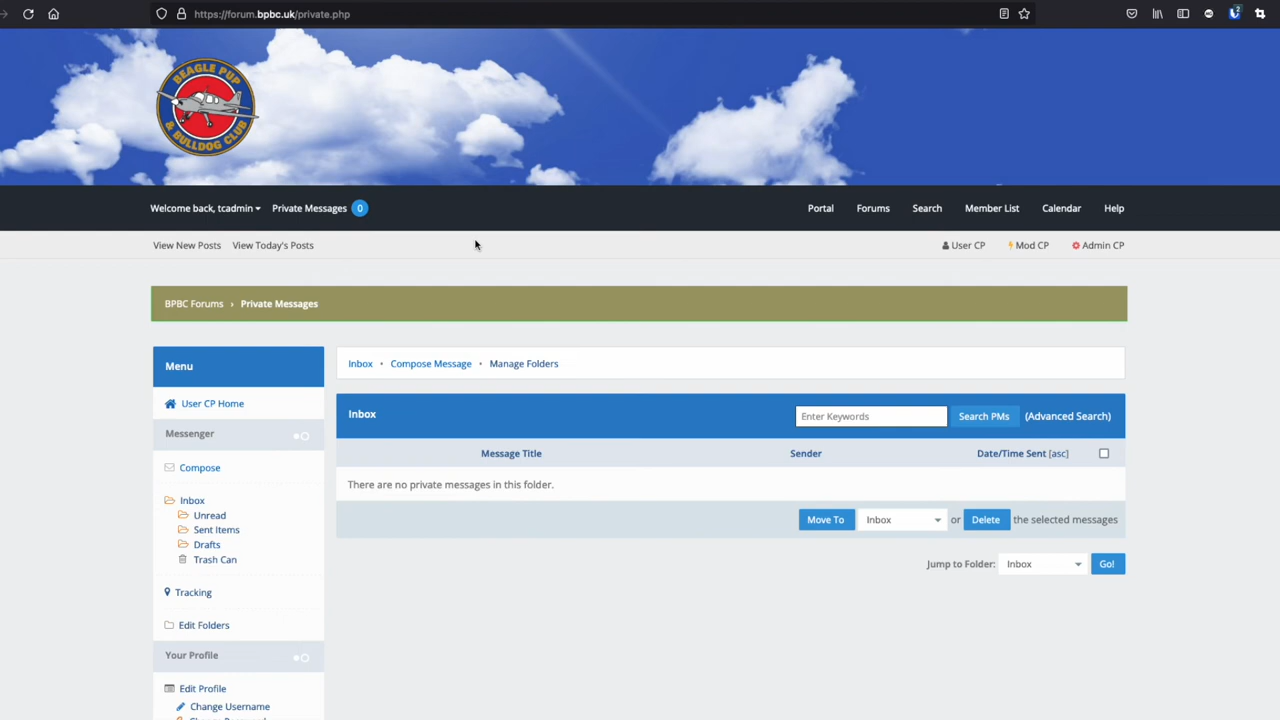 https://forum.bpbc.uk/private.php
2
BEAGLE PUP
& BULLDOG CLUB
Welcome back, tcadmin Private Messages 0 Portal Forums Search Member List Calendar Help
View New Posts View Today's Posts User CP Mod CP Admin CP
BPBC Forums › Private Messages
Menu
User CP Home
Messenger
Compose
Inbox
Unread
Sent Items
Drafts
Trash Can
Tracking
Edit Folders
Your Profile
Edit Profile
Change Username
Inbox • Compose Message • Manage Folders
Inbox Enter Keywords Search PMs (Advanced Search)
Message Title Sender Date/Time Sent [asc]
There are no private messages in this folder.
Move To Inbox or Delete the selected messages
Jump to Folder: Inbox Go!